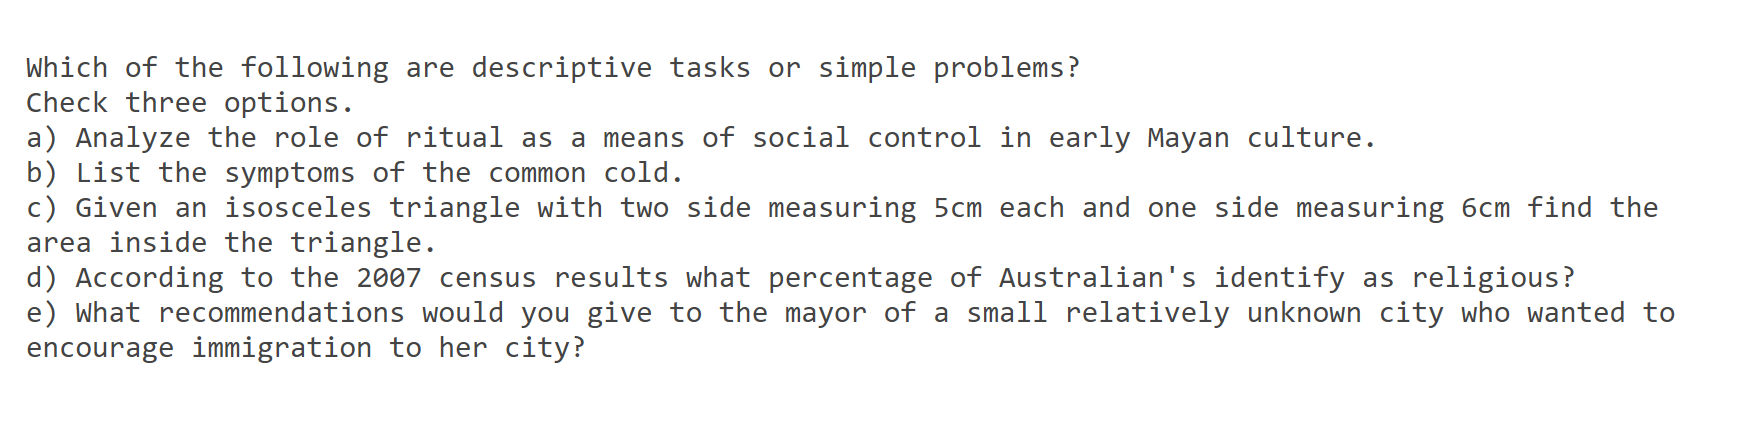 Which of the following are descriptive tasks or simple problems?
Check three options.
a) Analyze the role of ritual as a means of social control in early Mayan culture.
b) List the symptoms of the common cold.
c) Given an isosceles triangle with two side measuring 5cm each and one side measuring 6cm find the
area inside the triangle.
d) According to the 2007 census results what percentage of Australian's identify as religious?
e) What recommendations would you give to the mayor of a small relatively unknown city who wanted to
encourage immigration to her city?